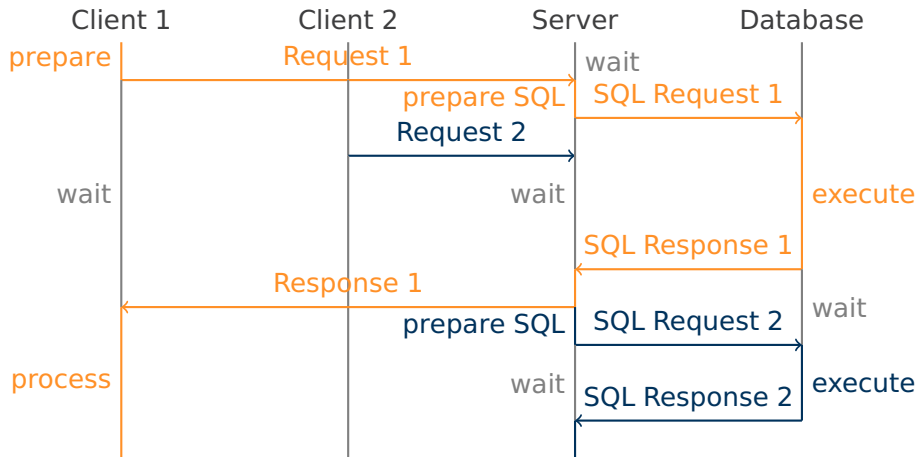 Client 1
Client 2
Server
Database
prepare
Request 1
wait
prepare SQL
SQL Request 1
Request 2
wait
wait
execute
SQL Response 1
Response 1
wait
prepare SQL
SQL Request 2
process
wait
execute
SQL Response 2